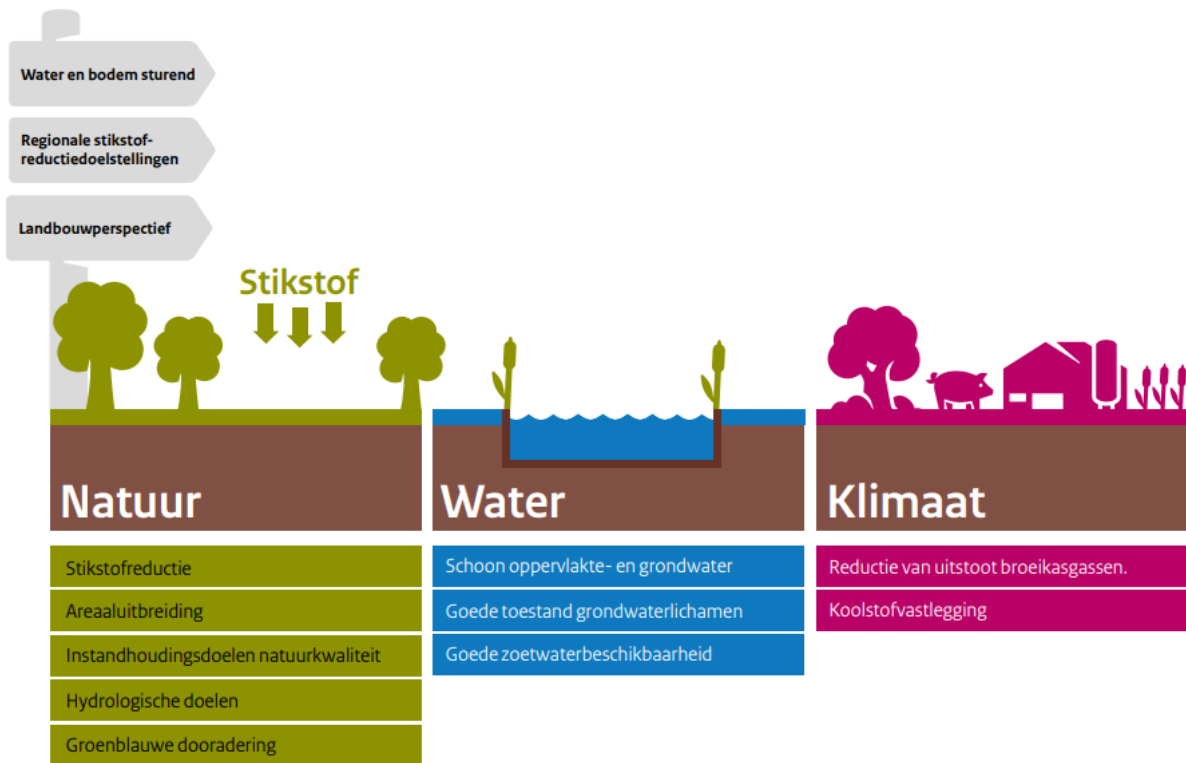 Water en bodem sturend
Regionale stikstof-
reductiedoelstellingen
Landbouwperspectief
Stikstof
Natuur
Stikstofreductie
Areaaluitbreiding
Instandhoudingsdoelen natuurkwaliteit
Hydrologische doelen
Groenblauwe dooradering
Water
Schoon oppervlakte- en grondwater
Goede toestand grondwaterlichamen
Goede zoetwaterbeschikbaarheid
Klimaat
Reductie van uitstoot broeikasgassen.
Koolstofvastlegging